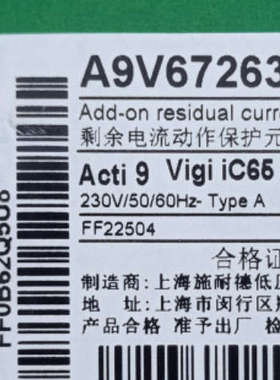 A9V67263
Add-on residual curre
剩余电流动作保护元
Acti 9 Vigi iC65
230V/50/60Hz- Type A
FF22504
合格证
制造商：上海施耐德低压
地 址：上海市闵行区
产品合格 准予出厂 检
FF0B62Q5U8